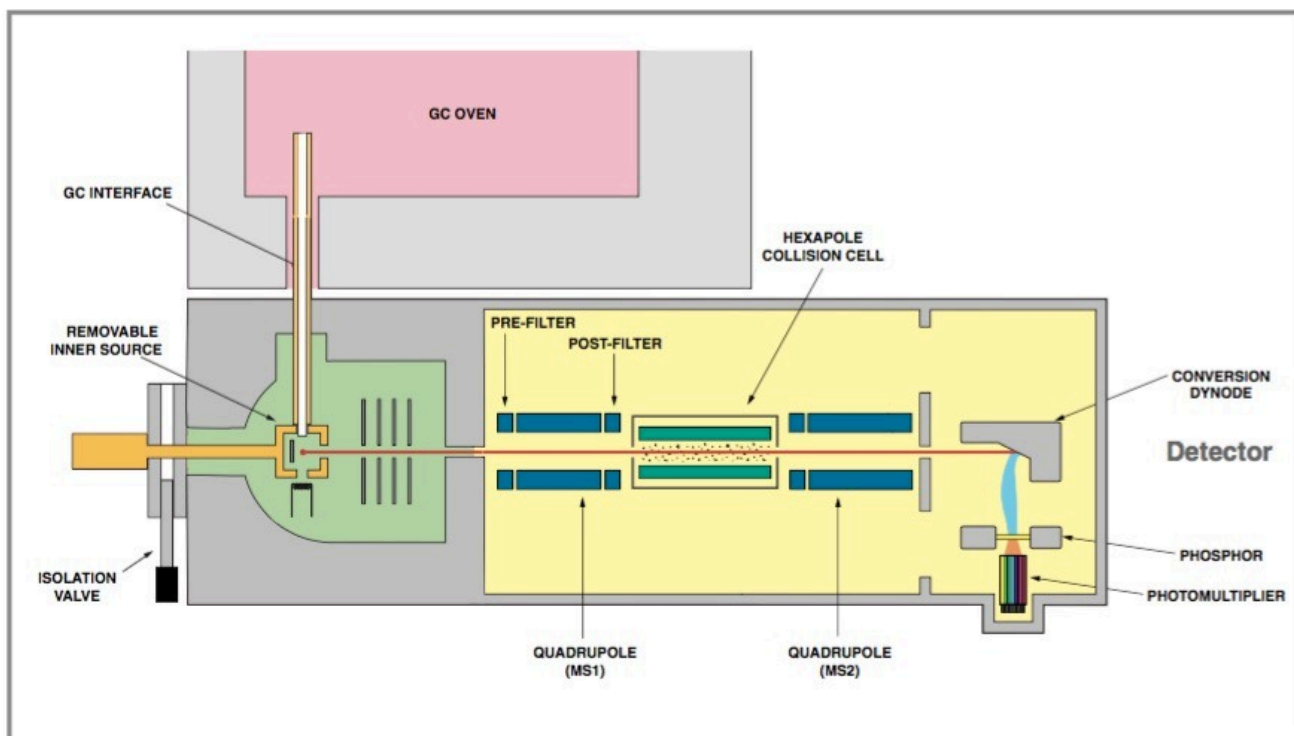 GC OVEN
GC INTERFACE
HEXAPOLE
COLLISION CELL
REMOVABLE
INNER SOURCE
PRE-FILTER
POST-FILTER
CONVERSION
DYNODE
Detector
ISOLATION
VALVE
PHOSPHOR
PHOTOMULTIPLIER
QUADRUPOLE
(MS1)
QUADRUPOLE
(MS2)